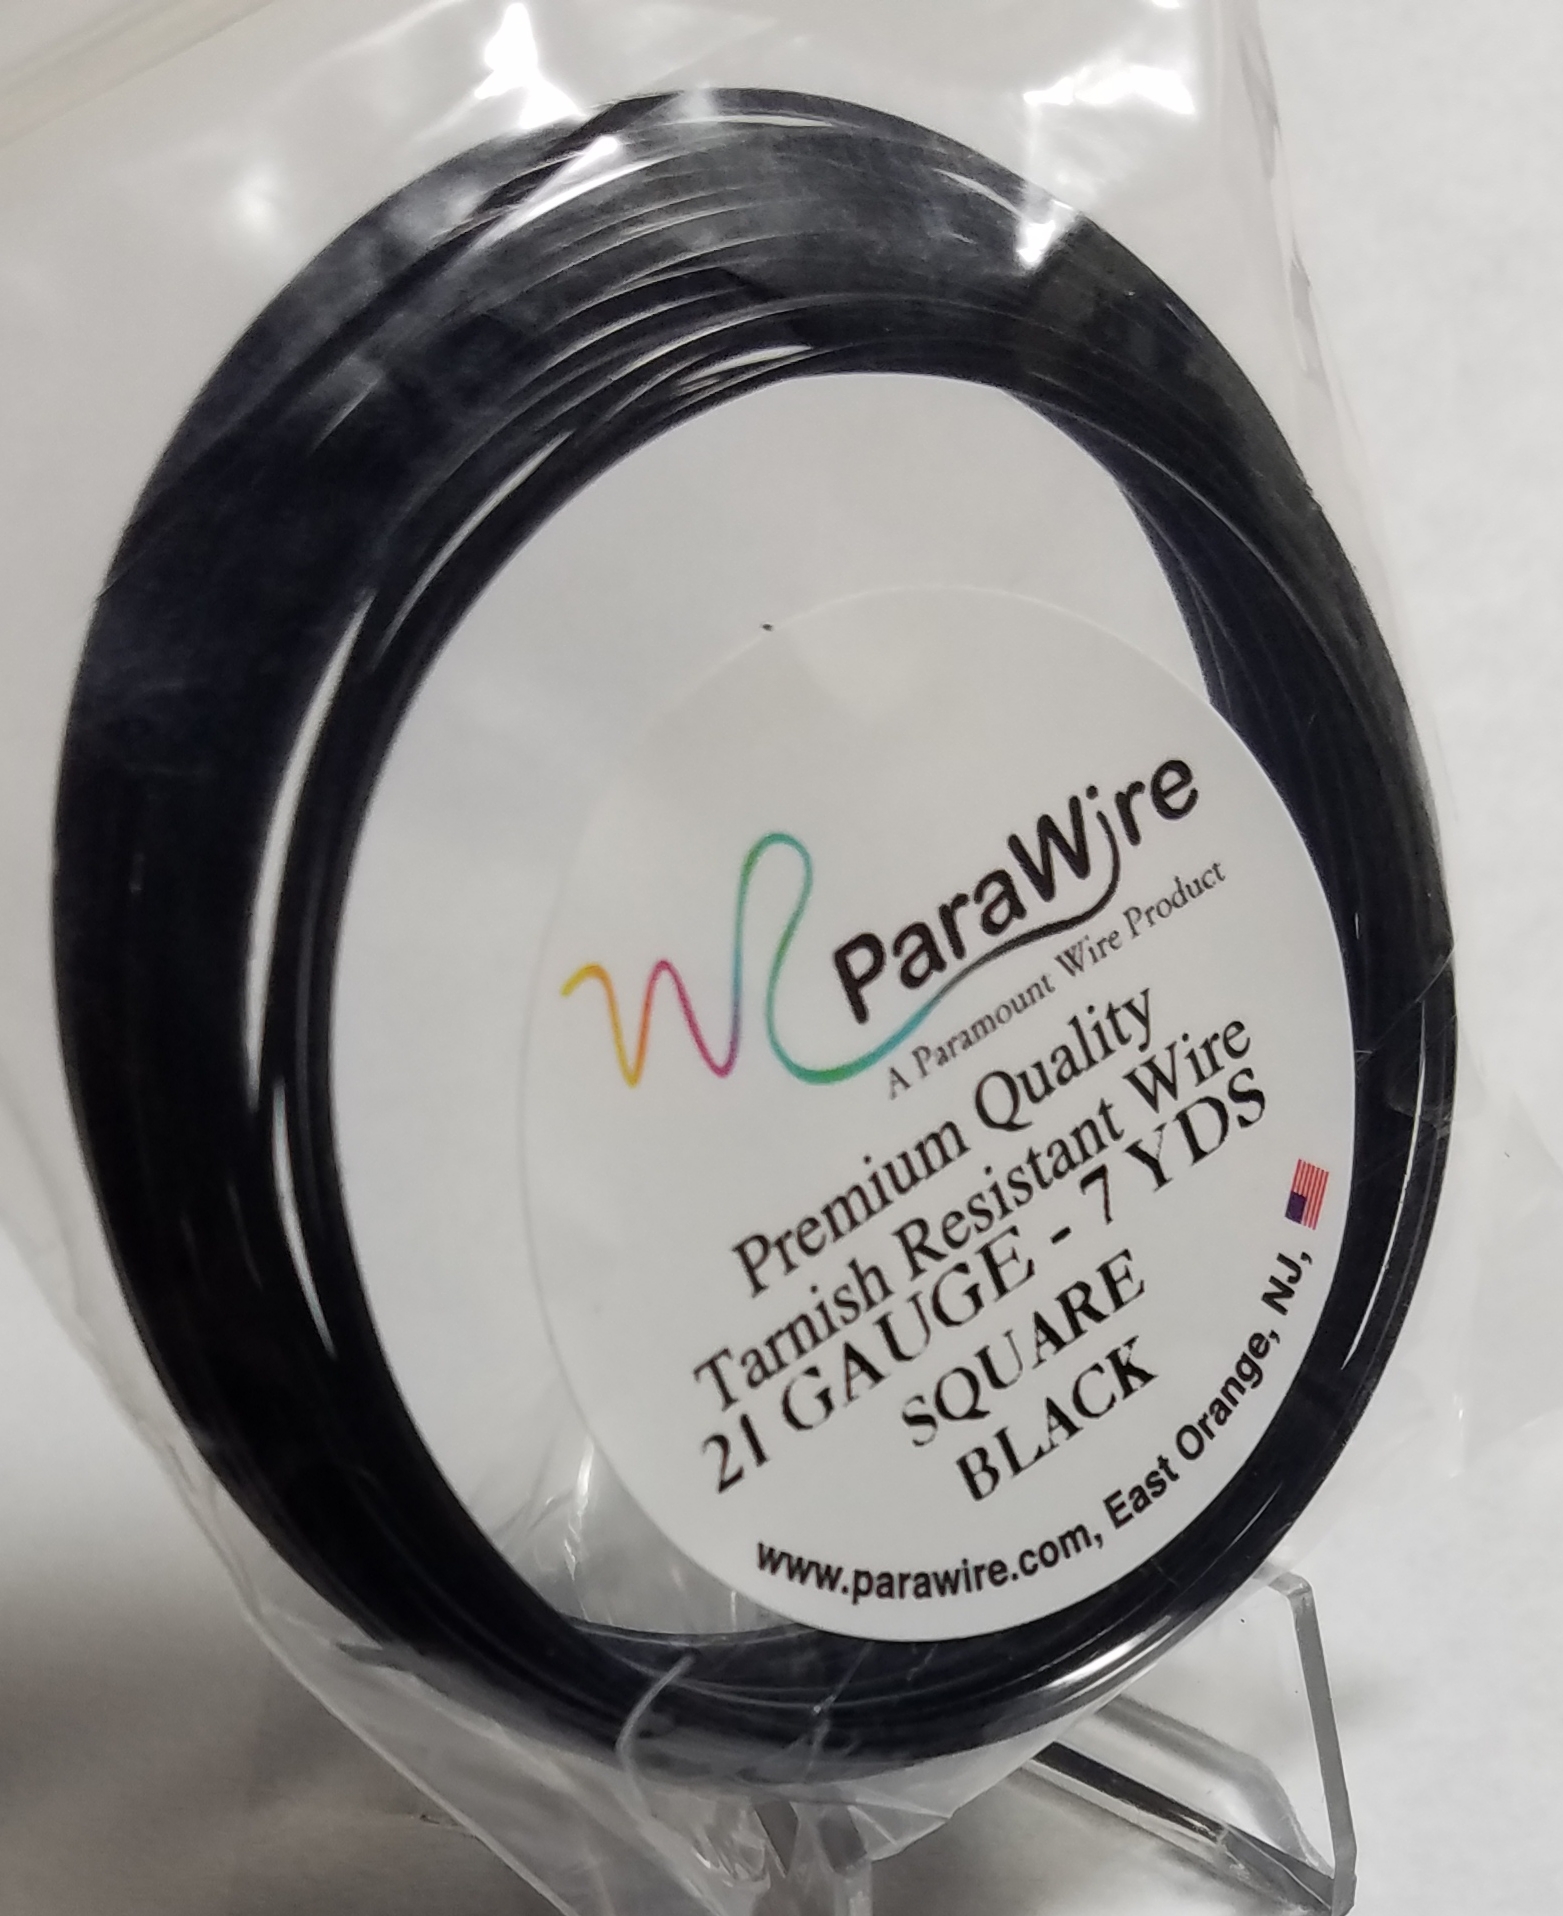 ParaWire
A Paramount Wire Product
Premium Quality
Tarnish Resistant Wire
21 GAUGE - 7 YDS
SQUARE
BLACK
www.parawire.com, East Orange, NJ,